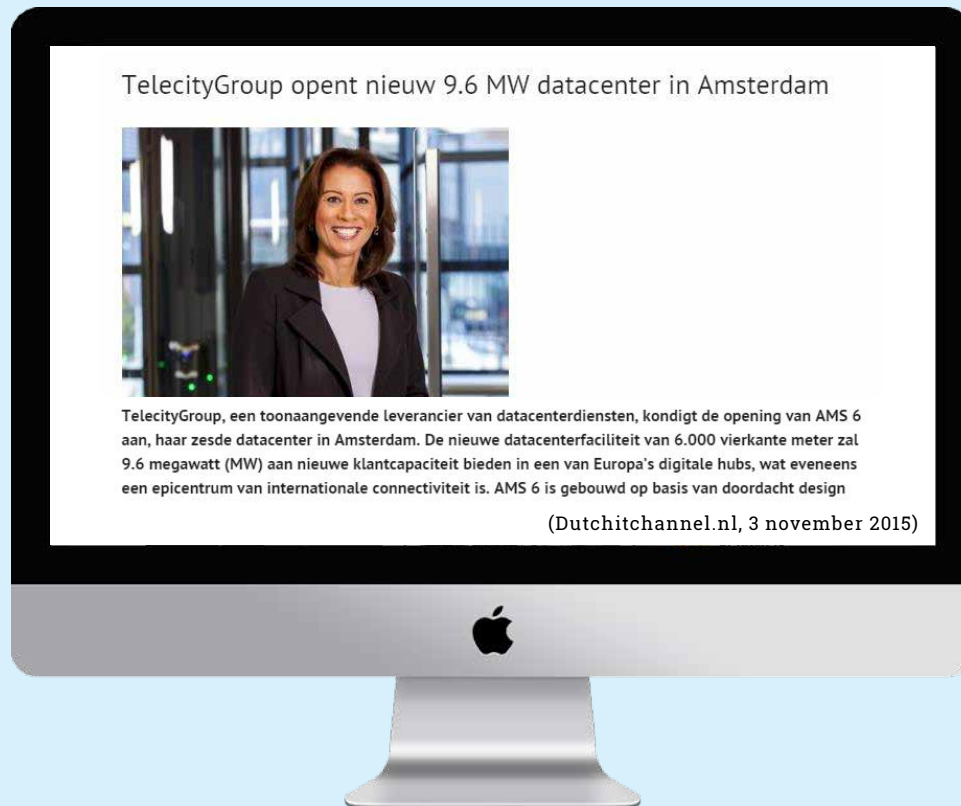 TelecityGroup opent nieuw 9.6 MW datacenter in Amsterdam
TelecityGroup, een toonaangevende leverancier van datacenterdiensten, kondigt de opening van AMS 6
aan, haar zesde datacenter in Amsterdam. De nieuwe datacenterfaciliteit van 6.000 vierkante meter zal
9.6 megawatt (MW) aan nieuwe klantcapaciteit bieden in een van Europa's digitale hubs, wat eveneens
een epicentrum van internationale connectiviteit is. AMS 6 is gebouwd op basis van doordacht design
(Dutchitchannel.nl, 3 november 2015)